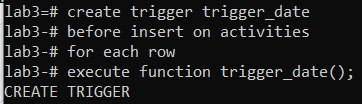 lab3=# create trigger trigger_date
lab3-# before insert on activities
lab3-# for each row
lab3-# execute function trigger_date();
CREATE TRIGGER